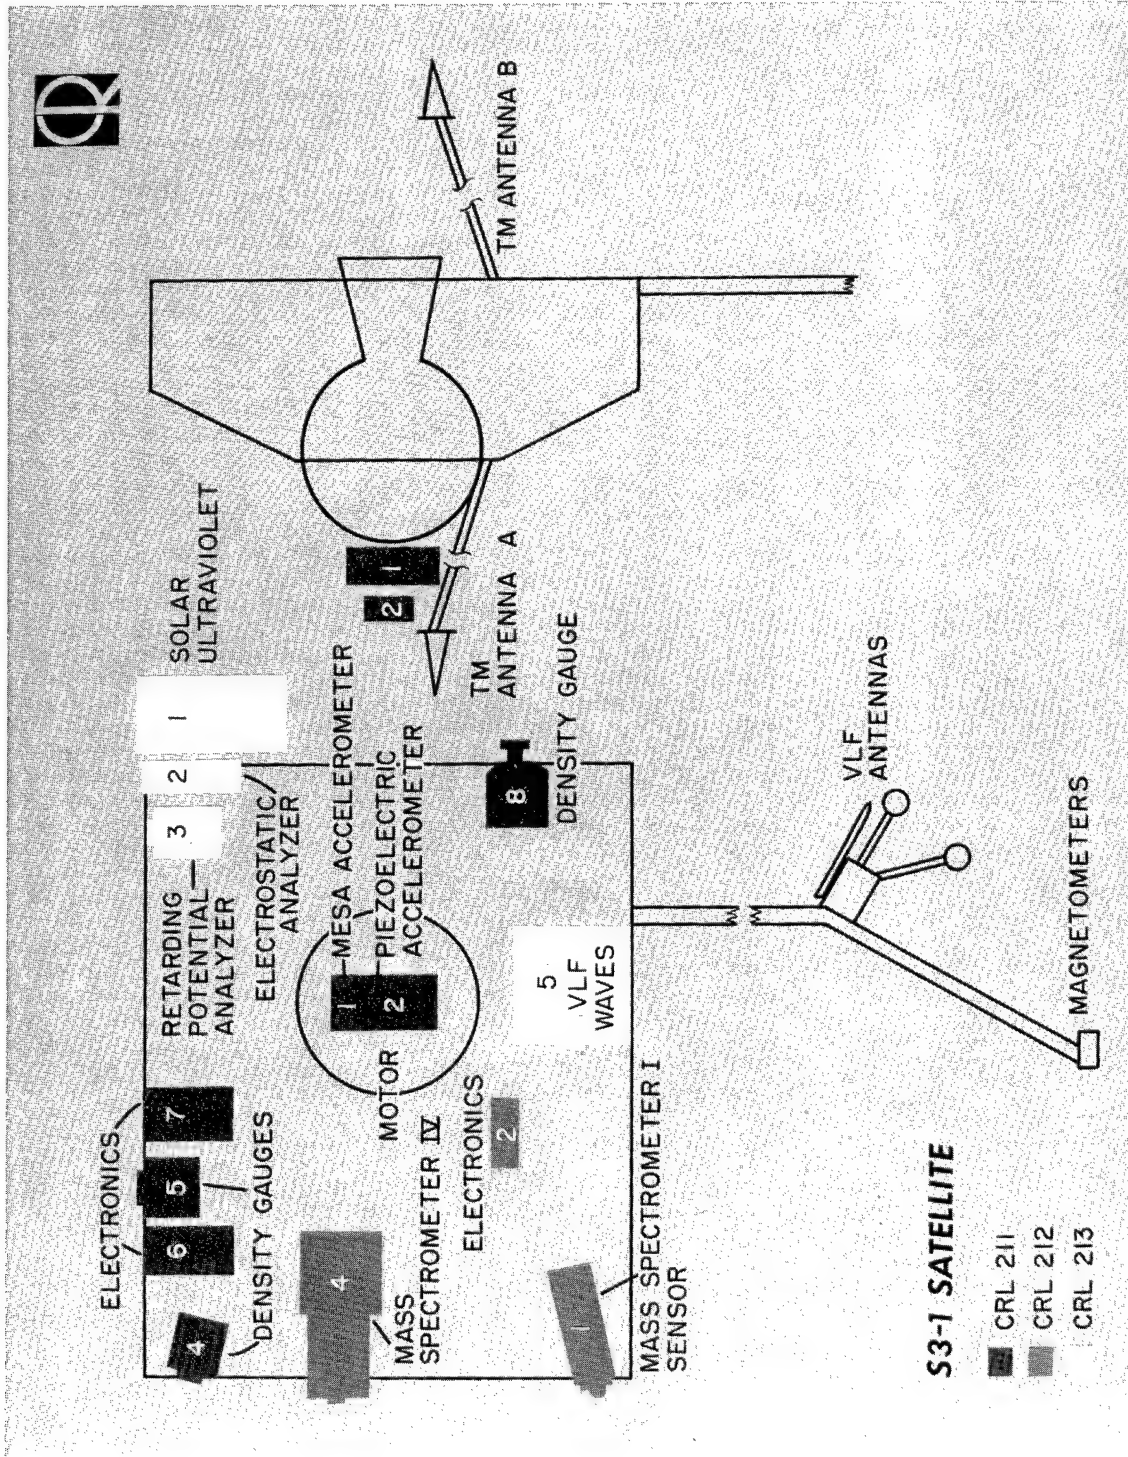 ELECTRONICS
6
5
7
4
DENSITY GAUGES
RETARDING
POTENTIAL
ANALYZER
3
2
1
SOLAR
ULTRAVIOLET
ELECTROSTATIC
ANALYZER
4
MASS
SPECTROMETER IV
MOTOR
1
2
MESA ACCELEROMETER
PIEZOELECTRIC
ACCELEROMETER
2
1
TM
ANTENNA A
TM ANTENNA B
ELECTRONICS
2
8
DENSITY GAUGE
5
VLF
WAVES
1
MASS SPECTROMETER I
SENSOR
VLF
ANTENNAS
MAGNETOMETERS
S3-1 SATELLITE
CRL 211
CRL 212
CRL 213